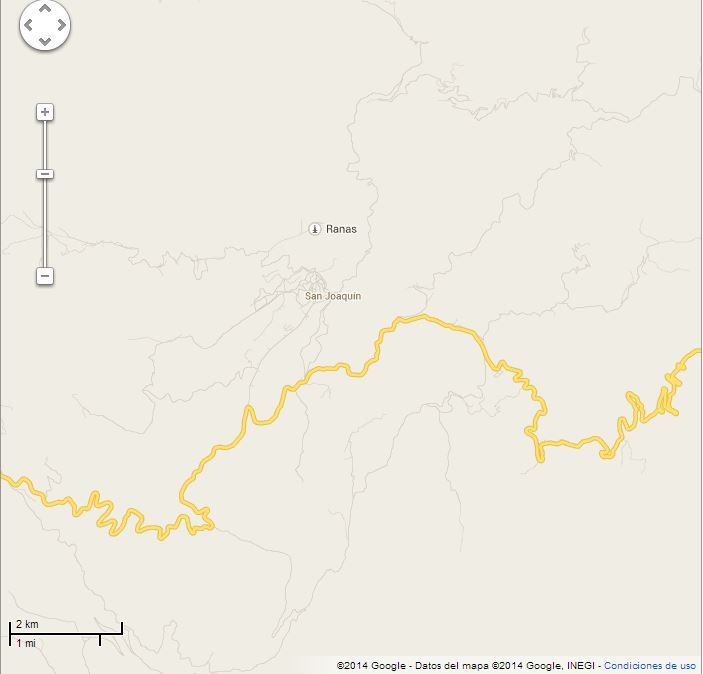 Ranas
San Joaquín
2 km
1 mi
©2014 Google - Datos del mapa ©2014 Google, INEGI - Condiciones de uso